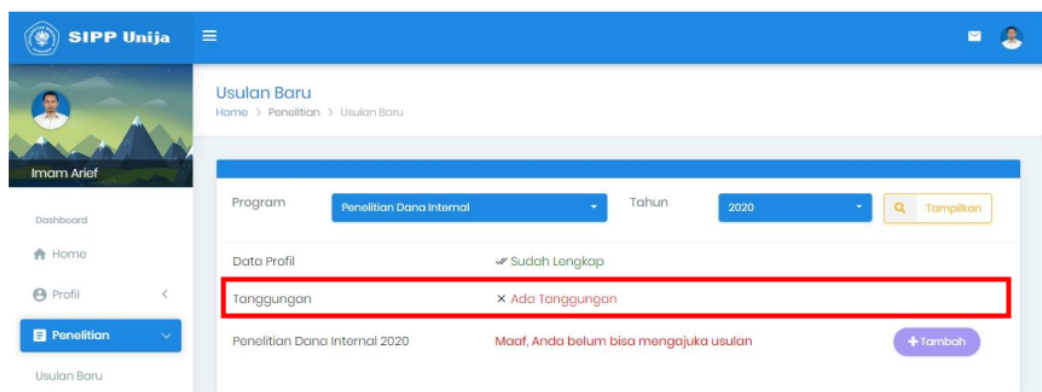 SIPP Unija
Usulan Baru
Home > Penelitian > Usulan Baru
Imam Arief
Program Penelitian Dana Internal Tahun 2020 Tampilkan
Dashboard
Home
Data Profil Sudah Lengkap
Profil
Tanggungan Ada Tanggungan
Penelitian
Penelitian Dana Internal 2020 Maaf, Anda belum bisa mengajuka usulan +Tambah
Usulan Baru